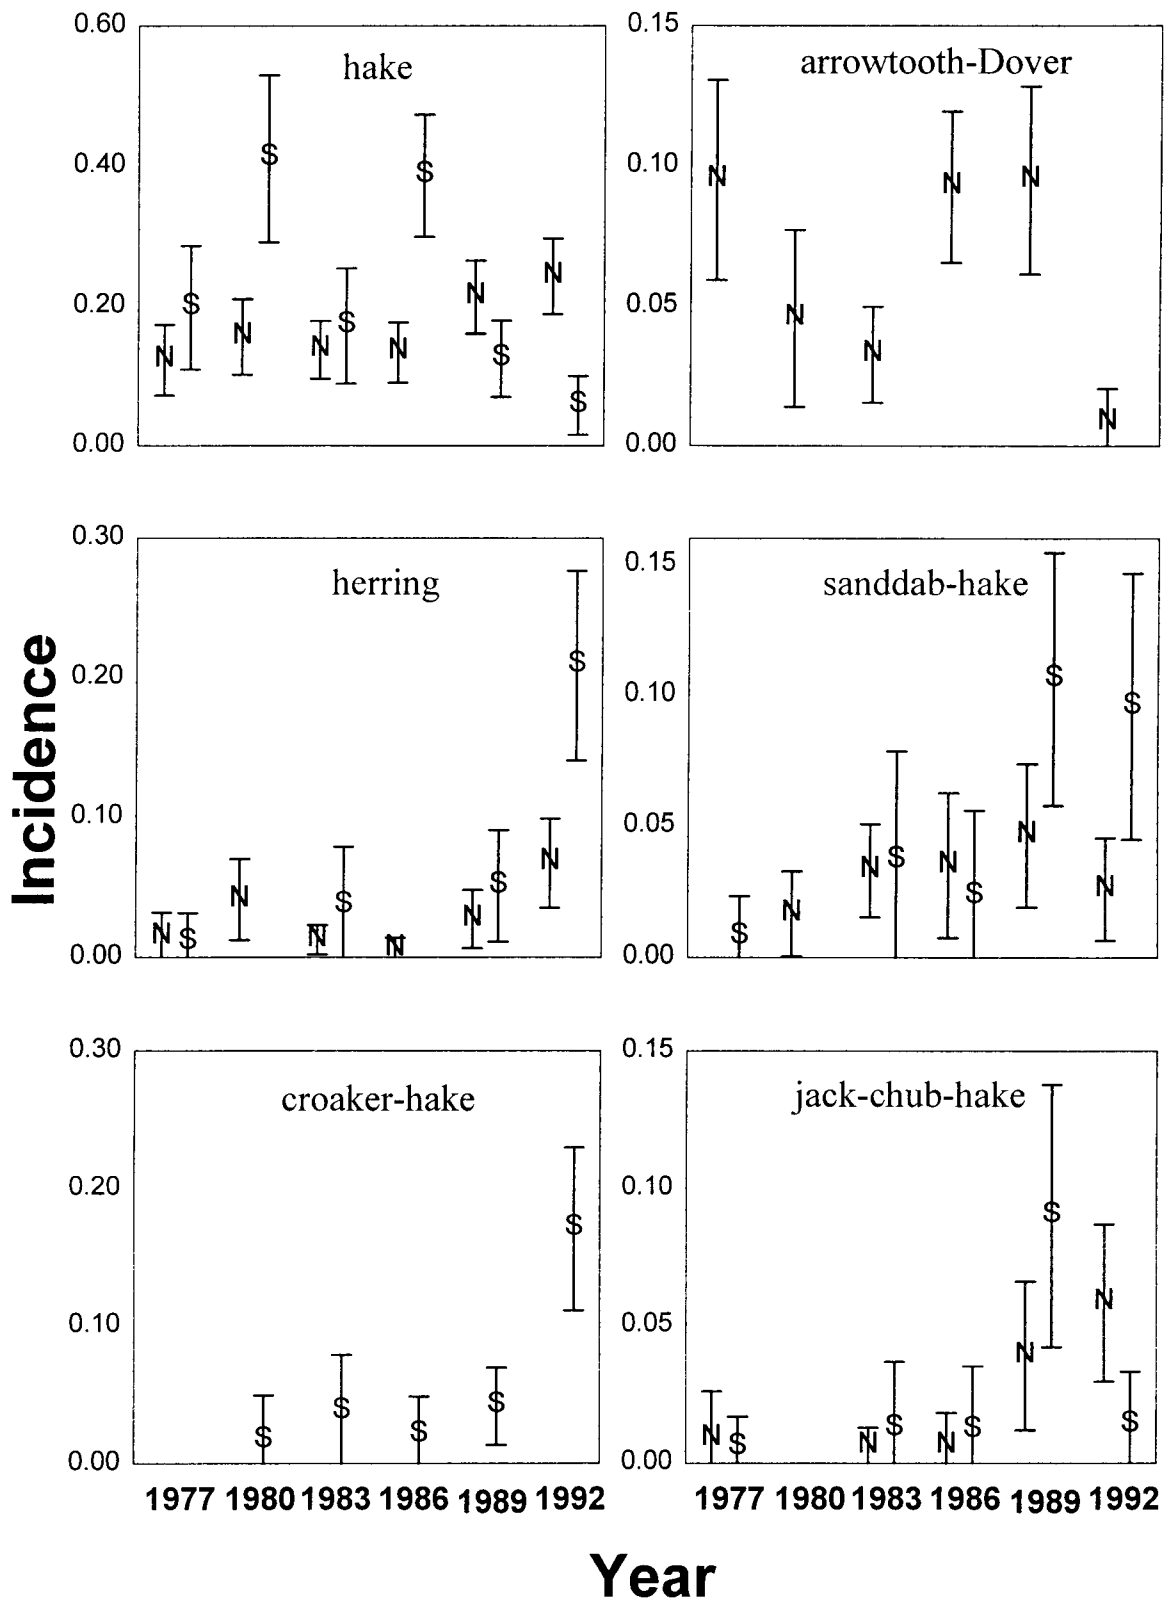 0.60
0.40
0.20
0.00
hake
N
S
N
S
N
S
N
S
N
S
N
S
0.15
0.10
0.05
0.00
arrowtooth-Dover
N
N
N
N
N
N
Incidence
0.30
0.20
0.10
0.00
herring
N
S
N
N
S
N
N
S
N
S
0.15
0.10
0.05
0.00
sanddab-hake
S
N
N
S
N
S
N
S
N
S
0.30
0.20
0.10
0.00
croaker-hake
S
S
S
S
S
0.15
0.10
0.05
0.00
jack-chub-hake
N
S
N
S
N
S
N
S
N
S
1977 1980 1983 1986 1989 1992
1977 1980 1983 1986 1989 1992
Year